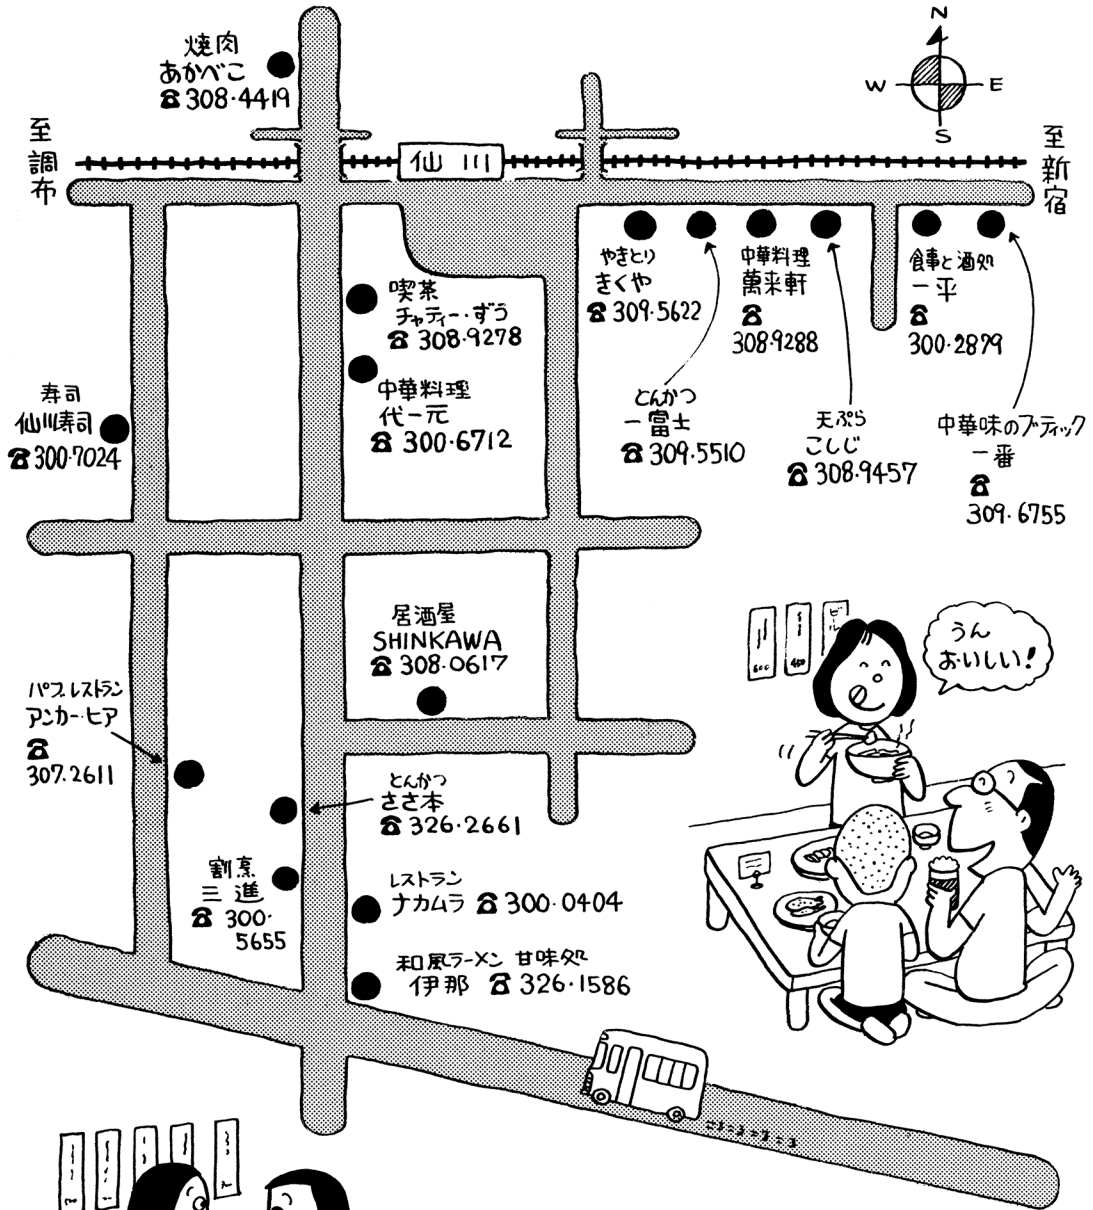 焼肉
あかべこ
☎308・4419
N
W
E
S
至調布
仙川
至新宿
やきとり
きくや
☎309・5622
中華料理
萬来軒
☎
308・9288
食事と酒処
一平
☎
300・2879
喫茶
チャティー・ずう
☎308・9278
中華料理
代一元
☎300・6712
寿司
仙川寿司
☎300・7024
とんかつ
一富士
☎309・5510
天ぷら
こしじ
☎308・9457
中華味のブティック
一番
☎
309・6755
居酒屋
SHINKAWA
☎308・0617
パブレストラン
アンカー・ヒア
☎
307・2611
とんかつ
ささ本
☎326・2661
割烹
三進
☎300・
5655
レストラン
ナカムラ ☎300・0404
和風ラーメン 甘味処
伊那 ☎326・1586
600
450
ビール
うん
おいしい!